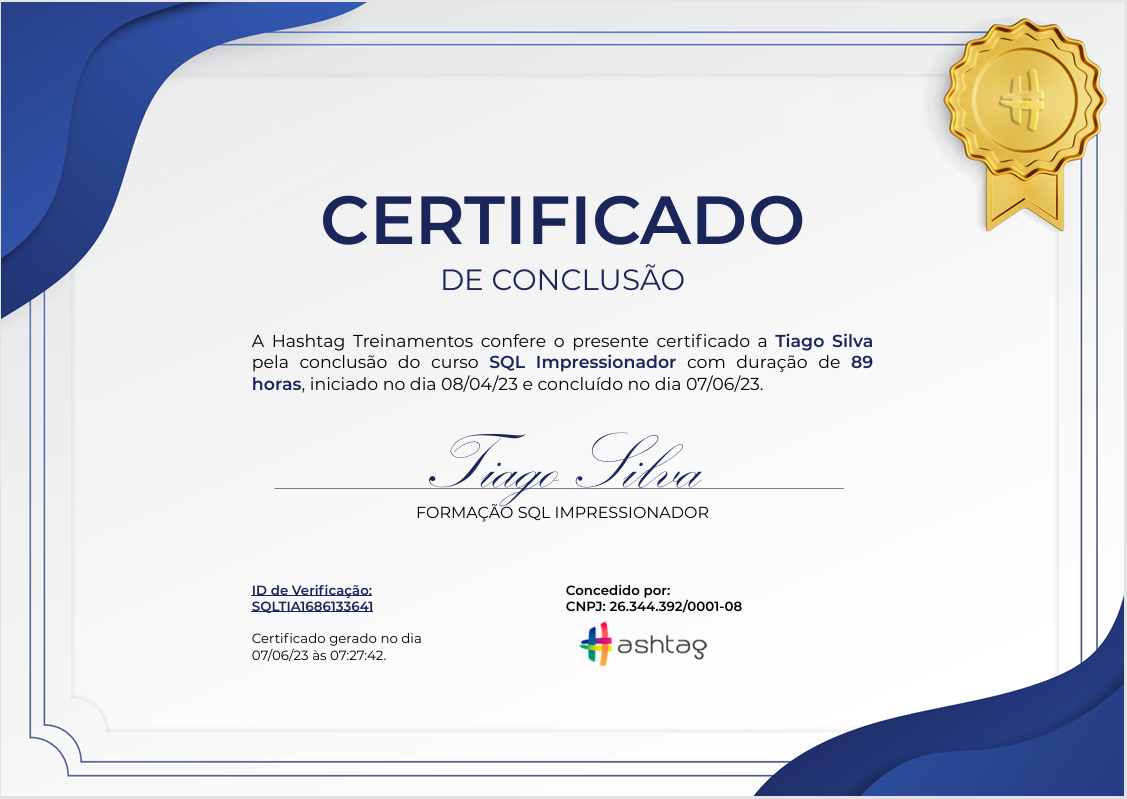 CERTIFICADO
DE CONCLUSÃO
A Hashtag Treinamentos confere o presente certificado a Tiago Silva
pela conclusão do curso SQL Impressionador com duração de 89
horas, iniciado no dia 08/04/23 e concluído no dia 07/06/23.
Tiago Silva
FORMAÇÃO SQL IMPRESSIONADOR
ID de Verificação:
SQLTIA1686133641
Certificado gerado no dia
07/06/23 às 07:27:42.
Concedido por:
CNPJ: 26.344.392/0001-08
Hashtag